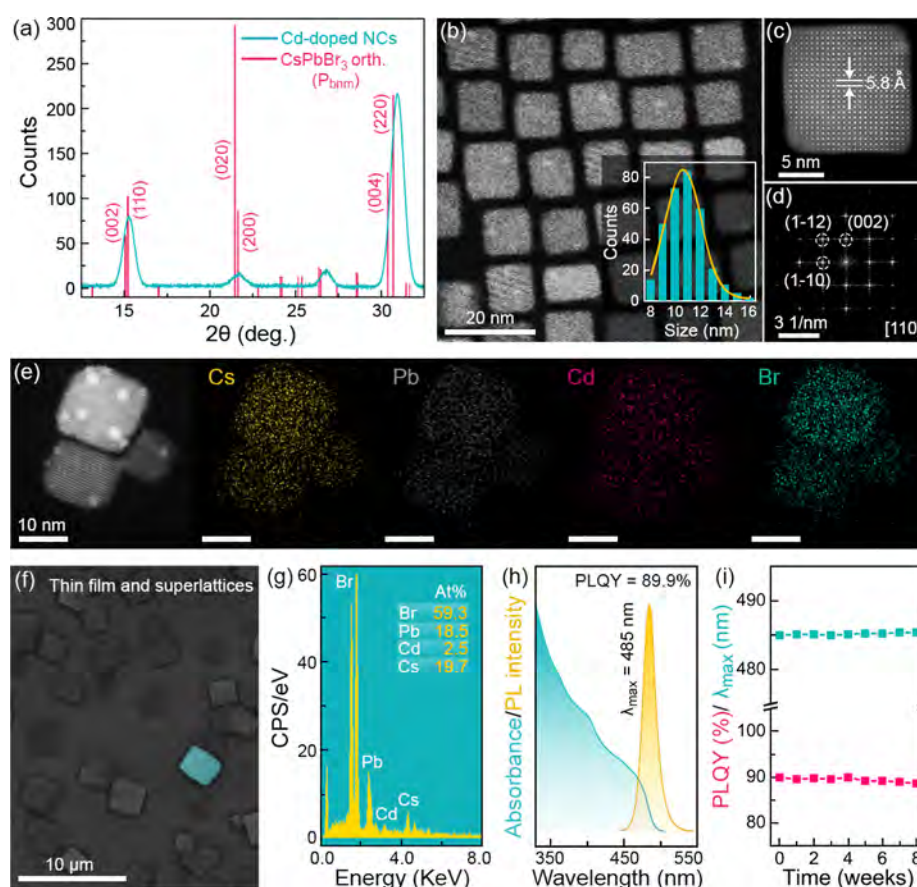 (a)
Cd-doped NCs
CsPbBr3 orth.
(Pbnm)
(002)
(110)
(020)
(200)
(004)
(220)
Counts
300
250
200
150
100
50
0
15
20
25
30
2θ (deg.)
(b)
20 nm
Counts
80
60
40
20
0
8 10 12 14 16
Size (nm)
(c)
5.8 Å
5 nm
(d)
(1-12) (002)
(1-10)
3 1/nm
[110]
(e)
Cs
Pb
Cd
Br
10 nm
(f)
Thin film and superlattices
10 µm
(g)
CPS/eV
60
40
20
0
Br
Pb
Cd
Cs
At%
Br 59.3
Pb 18.5
Cd 2.5
Cs 19.7
0.0 4.0 8.0
Energy (KeV)
(h)
PLQY = 89.9%
λmax = 485 nm
Absorbance/PL intensity
350 450 550
Wavelength (nm)
(i)
PLQY (%)/ λmax (nm)
490
480
100
90
80
0 2 4 6 8
Time (weeks)